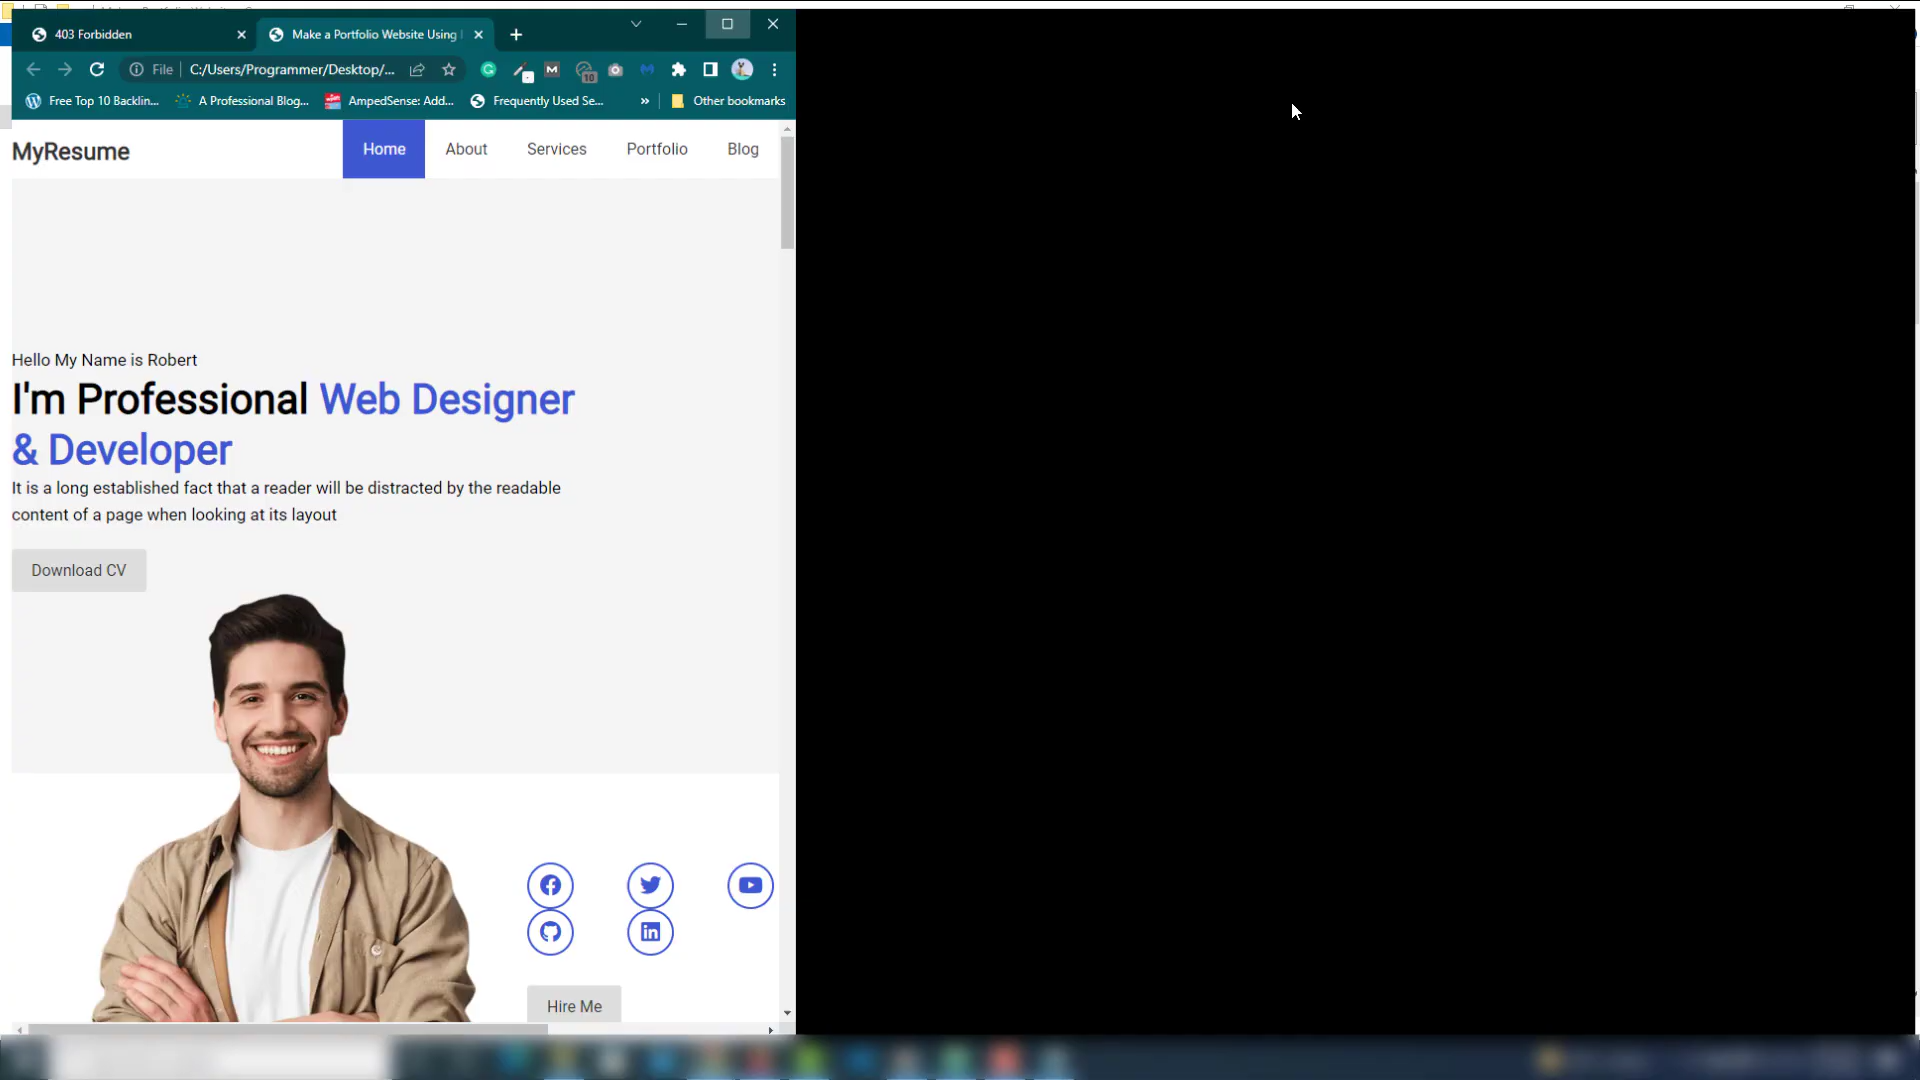 403 Forbidden
Make a Portfolio Website Using
File
C:/Users/Programmer/Desktop/...
10
Free Top 10 Backlin...
A Professional Blog...
AmpedSense: Add...
Frequently Used Se...
»
Other bookmarks
MyResume
Home
About
Services
Portfolio
Blog
Hello My Name is Robert
I'm Professional Web Designer
& Developer
It is a long established fact that a reader will be distracted by the readable
content of a page when looking at its layout
Download CV
Hire Me